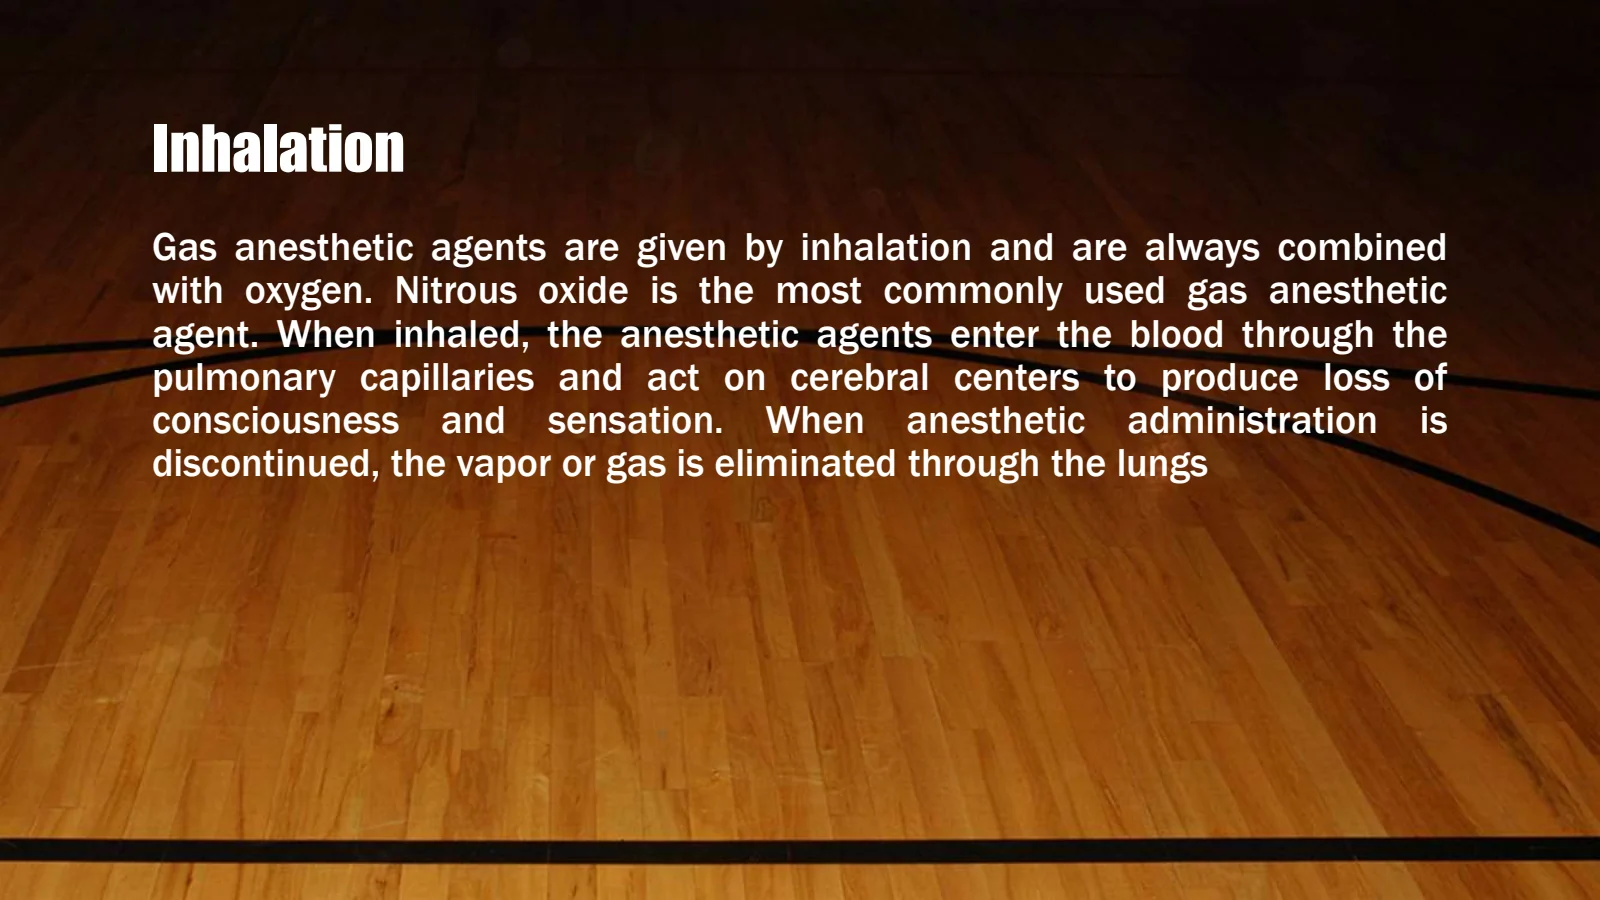 Inhalation
Gas anesthetic agents are given by inhalation and are always combined
with oxygen. Nitrous oxide is the most commonly used gas anesthetic
agent. When inhaled, the anesthetic agents enter the blood through the
pulmonary capillaries and act on cerebral centers to produce loss of
consciousness and sensation. When anesthetic administration is
discontinued, the vapor or gas is eliminated through the lungs